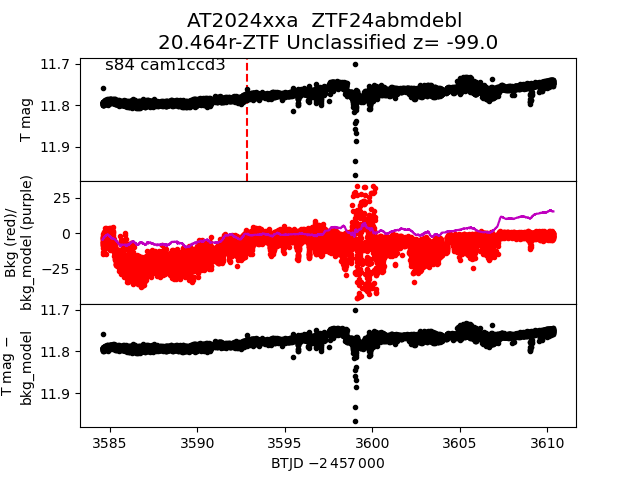 AT2024xxa  ZTF24abmdebl
20.464r-ZTF Unclassified z= -99.0
s84 cam1ccd3
11.7
11.8
11.9
T mag
25
0
−25
Bkg (red)/
bkg_model (purple)
11.7
11.8
11.9
T mag −
bkg_model
3585
3590
3595
3600
3605
3610
BTJD −2 457 000